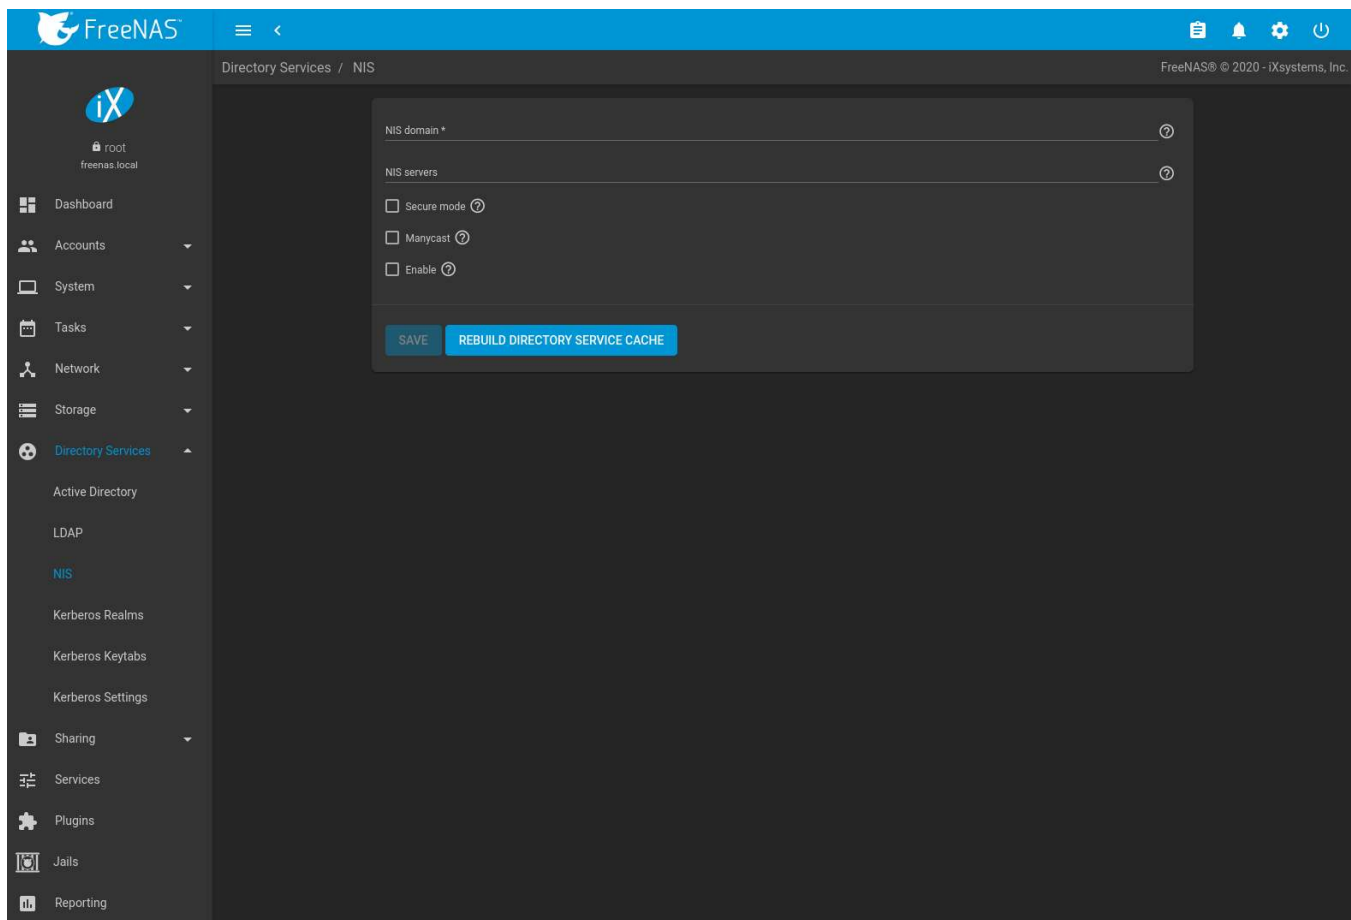 FreeNAS™
Directory Services / NIS
FreeNAS® © 2020 - iXsystems, Inc.
iX
root
freenas.local
Dashboard
Accounts
System
Tasks
Network
Storage
Directory Services
Active Directory
LDAP
NIS
Kerberos Realms
Kerberos Keytabs
Kerberos Settings
Sharing
Services
Plugins
Jails
Reporting
NIS domain *
NIS servers
Secure mode
Manycast
Enable
SAVE
REBUILD DIRECTORY SERVICE CACHE